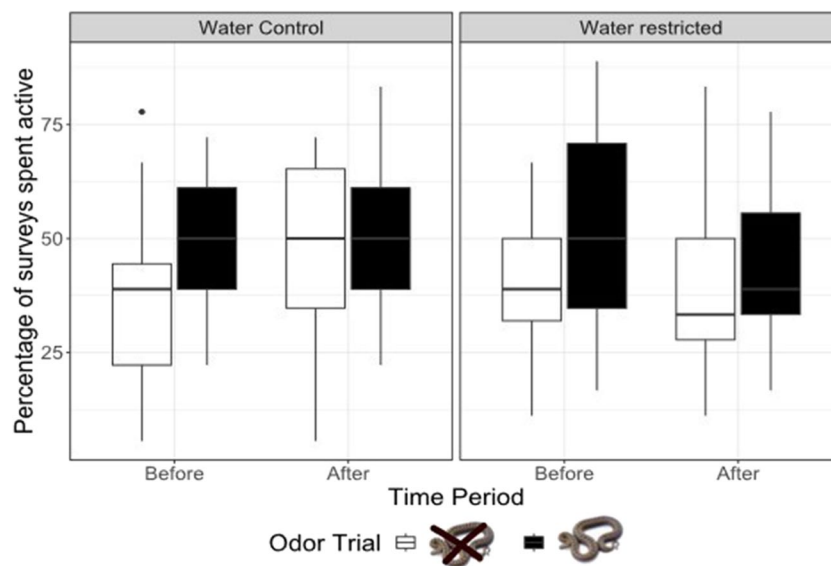 Water Control
Water restricted
Percentage of surveys spent active
75
50
25
Before
After
Before
After
Time Period
Odor Trial